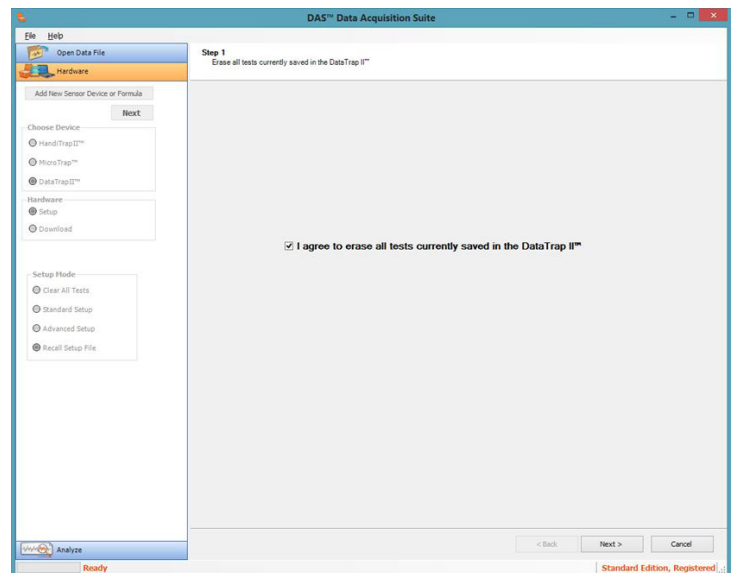 DAS™ Data Acquisition Suite
File Help
Open Data File
Hardware
Add New Sensor Device or Formula
Next
Choose Device
HandiTrapII™
MicroTrap™
DataTrapII™
Hardware
Setup
Download
Setup Mode
Clear All Tests
Standard Setup
Advanced Setup
Recall Setup File
Analyze
Ready
Step 1
Erase all tests currently saved in the DataTrap II™
I agree to erase all tests currently saved in the DataTrap II™
< Back Next > Cancel
Standard Edition, Registered